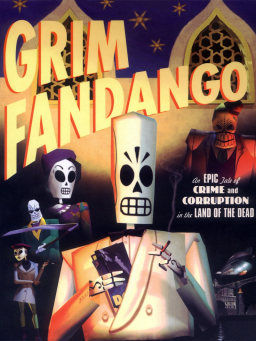 GRIM
FANDANGO
An EPIC Tale of
CRIME and
CORRUPTION
in the LAND OF THE DEAD